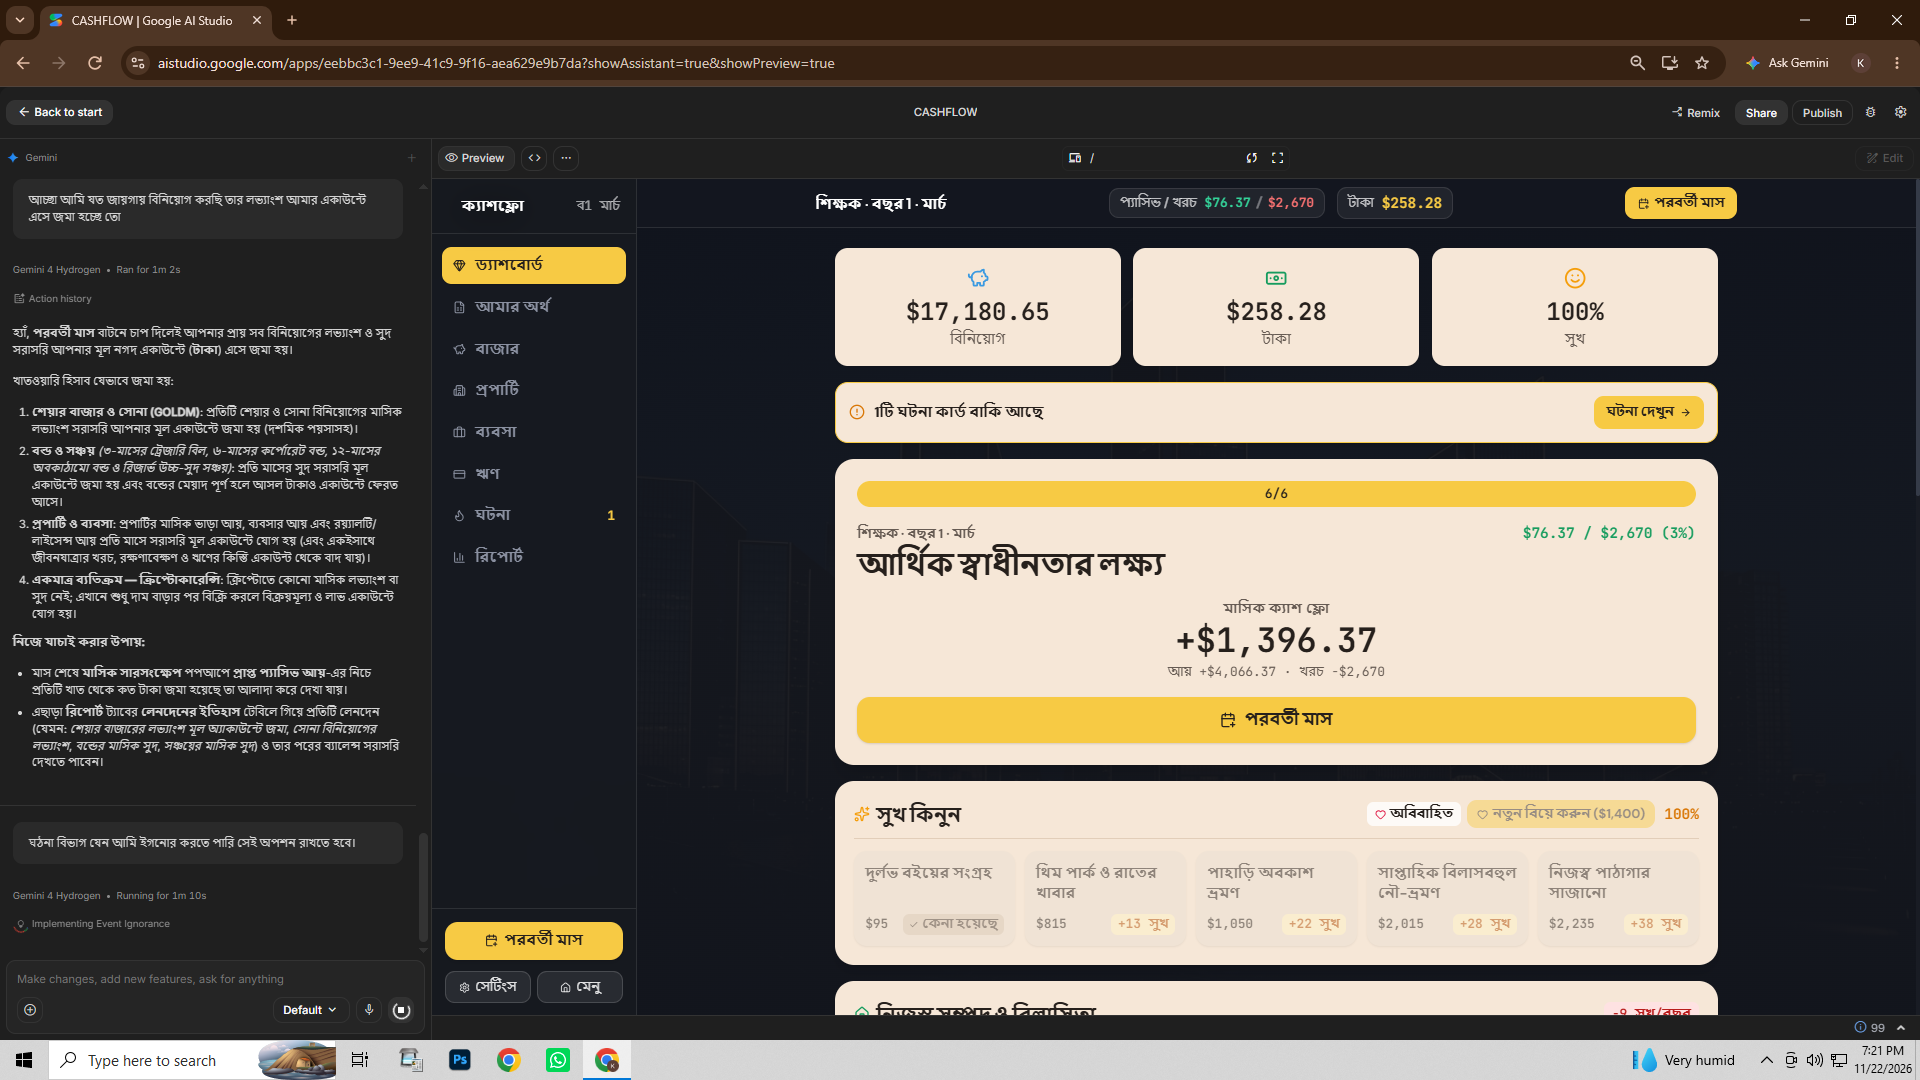 CASHFLOW | Google AI Studio
aistudio.google.com/apps/eebbc3c1-9ee9-41c9-9f16-aea629e9b7da?showAssistant=true&showPreview=true
Ask Gemini
K
Back to start
CASHFLOW
Remix
Share
Publish
Gemini
আচ্ছা আমি যত জায়গায় বিনিয়োগ করছি তার লভ্যাংশ আমার একাউন্টে
এসে জমা হচ্ছে তো
Gemini 4 Hydrogen • Ran for 1m 2s
Action history
হ্যাঁ, পরবর্তী মাস বাটনে চাপ দিলেই আপনার প্রায় সব বিনিয়োগের লভ্যাংশ ও সুদ
সরাসরি আপনার মূল নগদ একাউন্টে (টাকা) এসে জমা হয়।
খাতওয়ারি হিসাব যেভাবে জমা হয়:
1. শেয়ার বাজার ও সোনা (GOLDM): প্রতিটি শেয়ার ও সোনা বিনিয়োগের মাসিক
লভ্যাংশ সরাসরি আপনার মূল একাউন্টে জমা হয় (দশমিক পয়সাসহ)।
2. বন্ড ও সঞ্চয় (৩-মাসের ট্রেজারি বিল, ৬-মাসের কর্পোরেট বন্ড, ১২-মাসের
অবকাঠামো বন্ড ও রিজার্ভ উচ্চ-সুদ সঞ্চয়): প্রতি মাসের সুদ সরাসরি মূল
একাউন্টে জমা হয় এবং বন্ডের মেয়াদ পূর্ণ হলে আসল টাকাও একাউন্টে ফেরত
আসে।
3. প্রপার্টি ও ব্যবসা: প্রপার্টির মাসিক ভাড়া আয়, ব্যবসার আয় এবং রয়্যালটি/
লাইসেন্স আয় প্রতি মাসে সরাসরি মূল একাউন্টে যোগ হয় (এবং একইসাথে
জীবনযাত্রার খরচ, রক্ষণাবেক্ষণ ও ঋণের কিস্তি একাউন্ট থেকে বাদ যায়)।
4. একমাত্র ব্যতিক্রম — ক্রিপ্টোকারেন্সি: ক্রিপ্টোতে কোনো মাসিক লভ্যাংশ বা
সুদ নেই; এখানে শুধু দাম বাড়ার পর বিক্রি করলে বিক্রয়মূল্য ও লাভ একাউন্টে
যোগ হয়।
নিজে যাচাই করার উপায়:
• মাস শেষে মাসিক সারসংক্ষেপ পপআপে প্রাপ্ত প্যাসিভ আয়-এর নিচে
প্রতিটি খাত থেকে কত টাকা জমা হয়েছে তা আলাদা করে দেখা যায়।
• এছাড়া রিপোর্ট ট্যাবের লেনদেনের ইতিহাস টেবিলে গিয়ে প্রতিটি লেনদেন
(যেমন: শেয়ার বাজারের লভ্যাংশ মূল অ্যাকাউন্টে জমা, সোনা বিনিয়োগের
লভ্যাংশ, বন্ডের মাসিক সুদ, সঞ্চয়ের মাসিক সুদ) ও তার পরের ব্যালেন্স সরাসরি
দেখতে পাবেন।
ঘঠনা বিভাগ যেন আমি ইগনোর করতে পারি সেই অপশন রাখতে হবে।
Gemini 4 Hydrogen • Running for 1m 10s
Implementing Event Ignorance
Make changes, add new features, ask for anything
Default
Preview
/
Edit
ক্যাশফ্লো ব1 মার্চ
ড্যাশবোর্ড
আমার অর্থ
বাজার
প্রপার্টি
ব্যবসা
ঋণ
ঘটনা 1
রিপোর্ট
পরবর্তী মাস
সেটিংস
মেনু
শিক্ষক · বছর 1 · মার্চ
প্যাসিভ / খরচ $76.37 / $2,670
টাকা $258.28
পরবর্তী মাস
$17,180.65
বিনিয়োগ
$258.28
টাকা
100%
সুখ
1টি ঘটনা কার্ড বাকি আছে
ঘটনা দেখুন →
6/6
শিক্ষক · বছর 1 · মার্চ
$76.37 / $2,670 (3%)
আর্থিক স্বাধীনতার লক্ষ্য
মাসিক ক্যাশ ফ্লো
+$1,396.37
আয় +$4,066.37 · খরচ -$2,670
পরবর্তী মাস
সুখ কিনুন
অবিবাহিত
নতুন বিয়ে করুন ($1,400)
100%
দুর্লভ বইয়ের সংগ্রহ
$95 ✓ কেনা হয়েছে
থিম পার্ক ও রাতের
খাবার
$815 +13 সুখ
পাহাড়ি অবকাশ
ভ্রমণ
$1,050 +22 সুখ
সাপ্তাহিক বিলাসবহুল
নৌ-ভ্রমণ
$2,015 +28 সুখ
নিজস্ব পাঠাগার
সাজানো
$2,235 +38 সুখ
নিজস্ব সম্পদ ও বিলাসিতা
-9 সুখ/বছর
99
Type here to search
Ps
Very humid
7:21 PM
11/22/2026